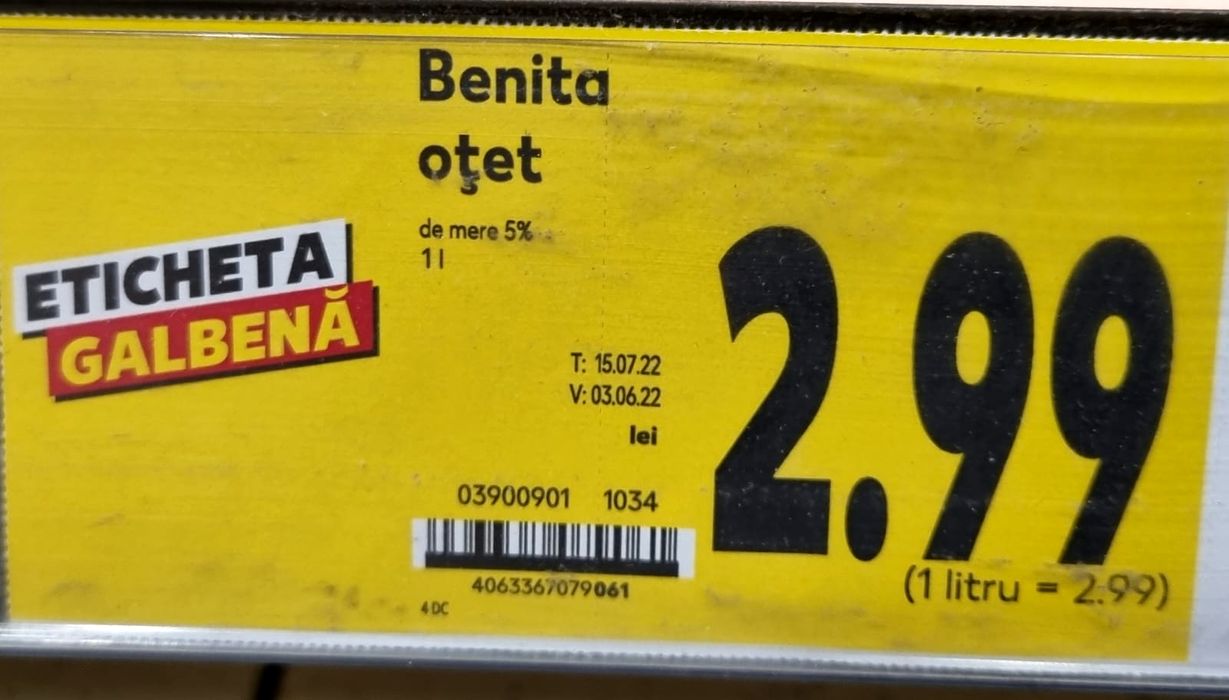 Benita
oţet
de mere 5%
1 l
ETICHETA
GALBENĂ
T: 15.07.22
V: 03.06.22
lei
2.99
03900901 1034
4063367079061
4 DC
(1 litru = 2.99)